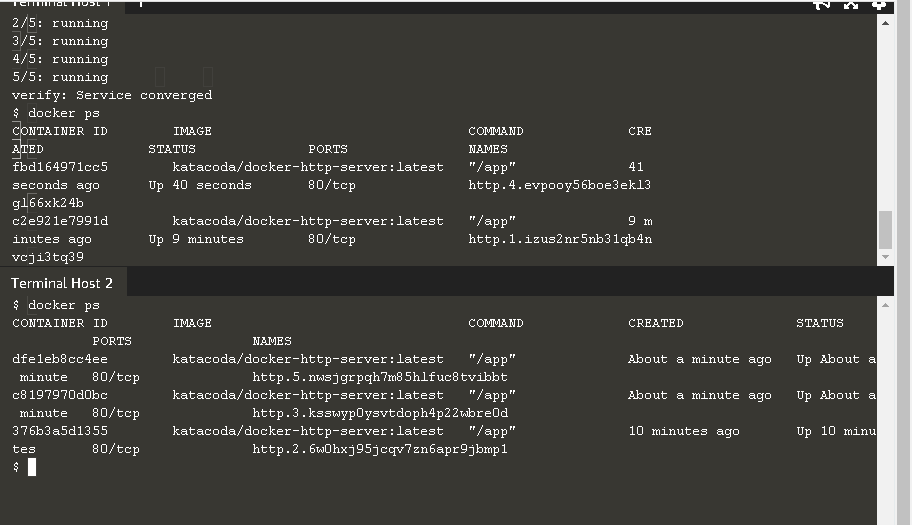 Terminal Host 1 +
2/5: running
3/5: running
4/5: running
5/5: running
verify: Service converged
$ docker ps
CONTAINER ID        IMAGE                                COMMAND             CRE
ATED             STATUS              PORTS               NAMES
fbd164971cc5        katacoda/docker-http-server:latest   "/app"              41
seconds ago      Up 40 seconds       80/tcp              http.4.evpooy56boe3ekl3
gl66xk24b
c2e921e7991d        katacoda/docker-http-server:latest   "/app"              9 m
inutes ago       Up 9 minutes        80/tcp              http.1.izus2nr5nb31qb4n
vcji3tq39
Terminal Host 2
$ docker ps
CONTAINER ID        IMAGE                                COMMAND             CREATED              STATUS
          PORTS               NAMES
dfe1eb8cc4ee        katacoda/docker-http-server:latest   "/app"              About a minute ago   Up About a
 minute   80/tcp              http.5.nwsjgrpqh7m85hlfuc8tvibbt
c8197970d0bc        katacoda/docker-http-server:latest   "/app"              About a minute ago   Up About a
 minute   80/tcp              http.3.ksswyp0ysvtdoph4p22wbre0d
376b3a5d1355        katacoda/docker-http-server:latest   "/app"              10 minutes ago       Up 10 minu
tes       80/tcp              http.2.6w0hxj95jcqv7zn6apr9jbmp1
$